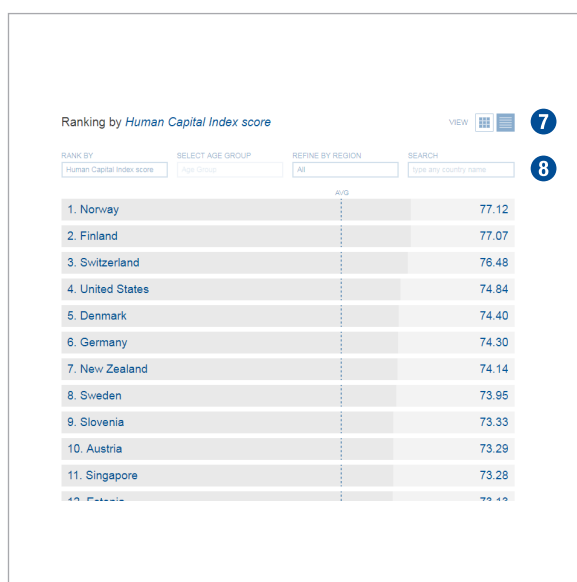 Ranking by Human Capital Index score
VIEW
7
RANK BY
SELECT AGE GROUP
REFINE BY REGION
SEARCH
Human Capital Index score
Age Group
All
type any country name
8
AVG
1. Norway 77.12
2. Finland 77.07
3. Switzerland 76.48
4. United States 74.84
5. Denmark 74.40
6. Germany 74.30
7. New Zealand 74.14
8. Sweden 73.95
9. Slovenia 73.33
10. Austria 73.29
11. Singapore 73.28
12. Estonia 73.13